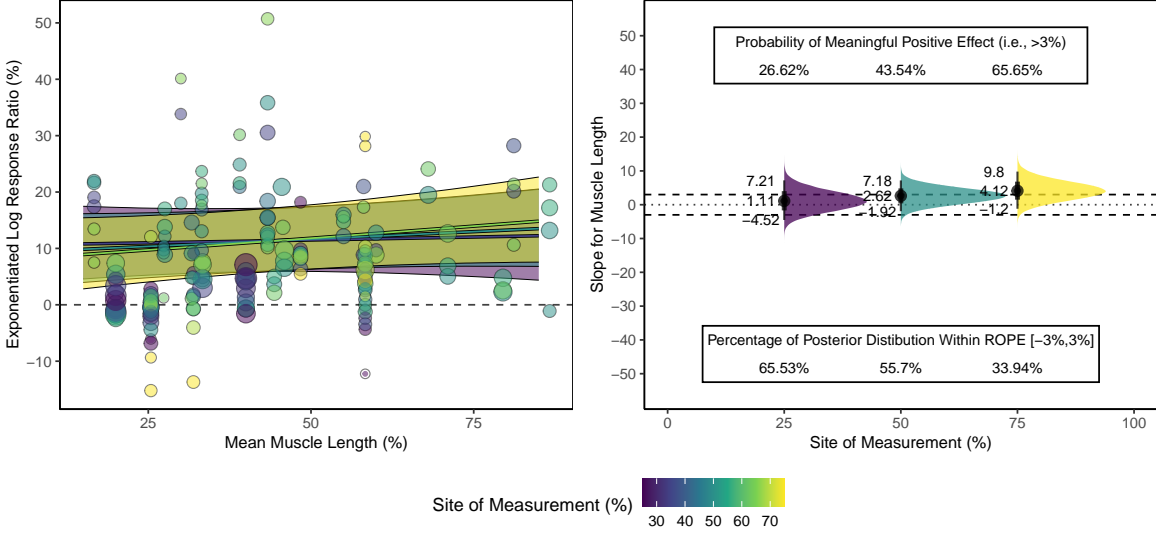 50
40
30
20
10
0
−10
Exponentiated Log Response Ratio (%)
25 50 75
Mean Muscle Length (%)
50
40
30
20
10
0
−10
−20
−30
−40
−50
Slope for Muscle Length
Probability of Meaningful Positive Effect (i.e., >3%)
26.62% 43.54% 65.65%
7.21
1.11
−4.52
7.18
2.62
−1.92
9.8
4.12
−1.2
Percentage of Posterior Distibution Within ROPE [−3%,3%]
65.53% 55.7% 33.94%
0 25 50 75 100
Site of Measurement (%)
Site of Measurement (%)
30 40 50 60 70